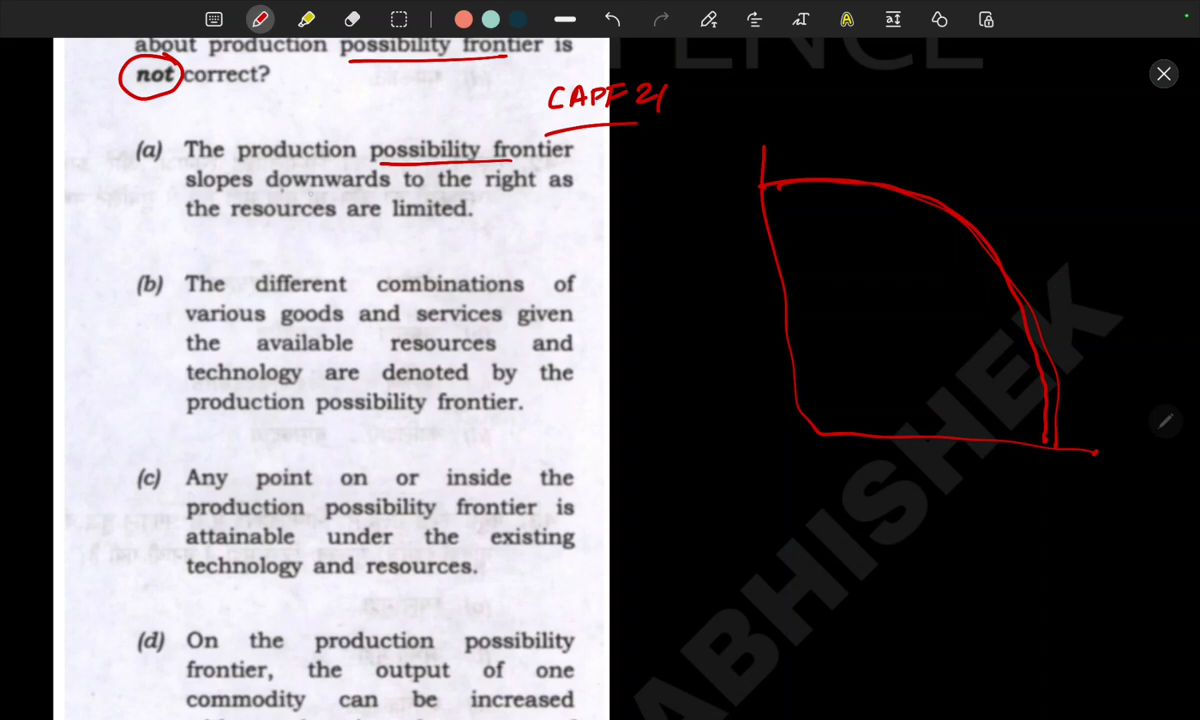 about production possibility frontier is
not correct?
CAPF 21
(a) The production possibility frontier
slopes downwards to the right as
the resources are limited.
(b) The different combinations of
various goods and services given
the available resources and
technology are denoted by the
production possibility frontier.
(c) Any point on or inside the
production possibility frontier is
attainable under the existing
technology and resources.
(d) On the production possibility
frontier, the output of one
commodity can be increased
ABHISHEK